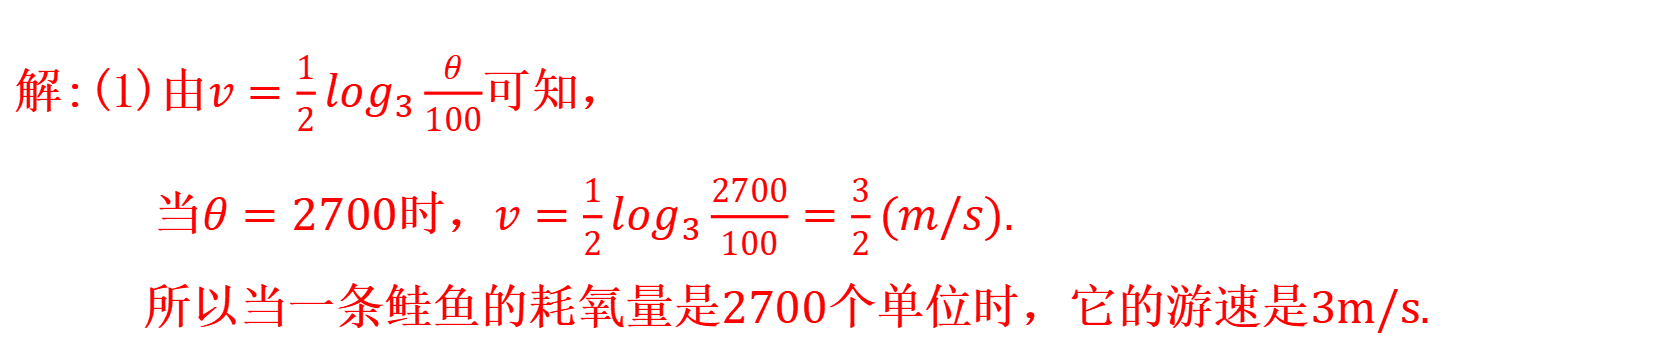 解:(1)由v = 1/2 log₃ θ/100可知，
当θ = 2700时，v = 1/2 log₃ 2700/100 = 3/2 (m/s).
所以当一条鲑鱼的耗氧量是2700个单位时，它的游速是3m/s.